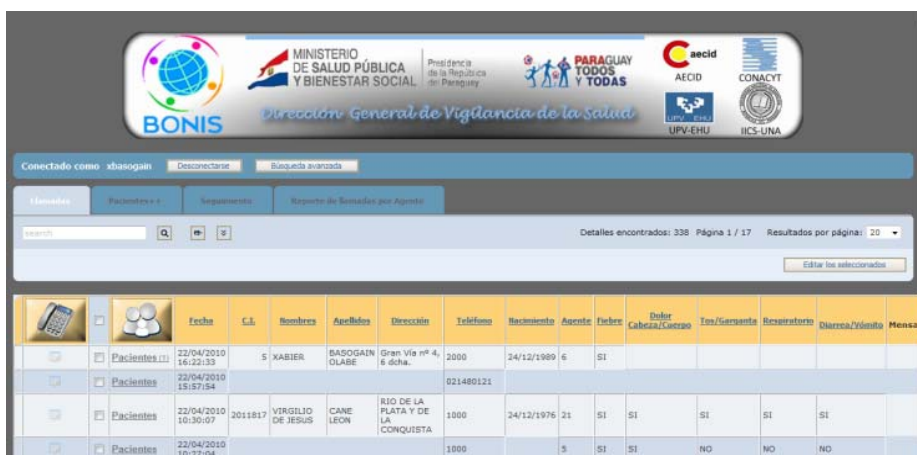 MINISTERIO
DE SALUD PÚBLICA
Y BIENESTAR SOCIAL
Presidencia
de la República
del Paraguay
PARAGUAY
TODOS
Y TODAS
aecid
AECID
CONACYT
BONIS
Dirección General de Vigilancia de la Salud
UPV EHU
UPV-EHU
IICS-UNA
Conectado como xbasogain Desconectarse Búsqueda avanzada
Llamadas Pacientes++ Seguimiento Reporte de llamadas por Agente
search Detalles encontrados: 338 Página 1 / 17 Resultados por página: 20
Editar los seleccionados
Fecha C.I. Nombres Apellidos Dirección Teléfono Nacimiento Agente Fiebre Dolor Cabeza/Cuerpo Tos/Garganta Respiratorio Diarrea/Vómito Mensa
Pacientes (1) 22/04/2010 16:22:33 5 XABIER BASOGAIN OLABE Gran Vía nº 4, 6 dcha. 2000 24/12/1989 6 SI
Pacientes 22/04/2010 15:57:54 021480121
Pacientes 22/04/2010 10:30:07 2011817 VIRGILIO DE JESUS CANE LEON RIO DE LA PLATA Y DE LA CONQUISTA 1000 24/12/1976 21 SI SI SI SI SI
Pacientes 22/04/2010 10:27:04 1000 5 SI SI NO NO NO